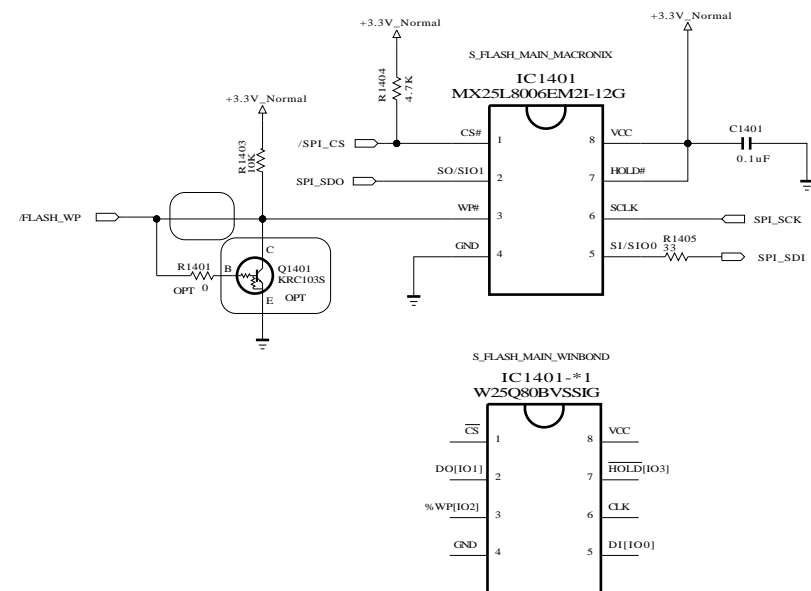 +3.3V_Normal
+3.3V_Normal
S_FLASH_MAIN_MACRONIX
IC1401
MX25L8006EM2I-12G
R1404
4.7K
+3.3V_Normal
R1403
10K
/SPI_CS
CS#
1
8
VCC
C1401
0.1uF
SPI_SDO
SO/SIO1
2
7
HOLD#
/FLASH_WP
WP#
3
6
SCLK
SPI_SCK
GND
4
5
SI/SIO0
R1405
33
SPI_SDI
C
R1401
B
Q1401
KRC103S
OPT
0
E
OPT
S_FLASH_MAIN_WINBOND
IC1401-*1
W25Q80BVSSIG
CS
1
8
VCC
DO[IO1]
2
7
HOLD[IO3]
%WP[IO2]
3
6
CLK
GND
4
5
DI[IO0]